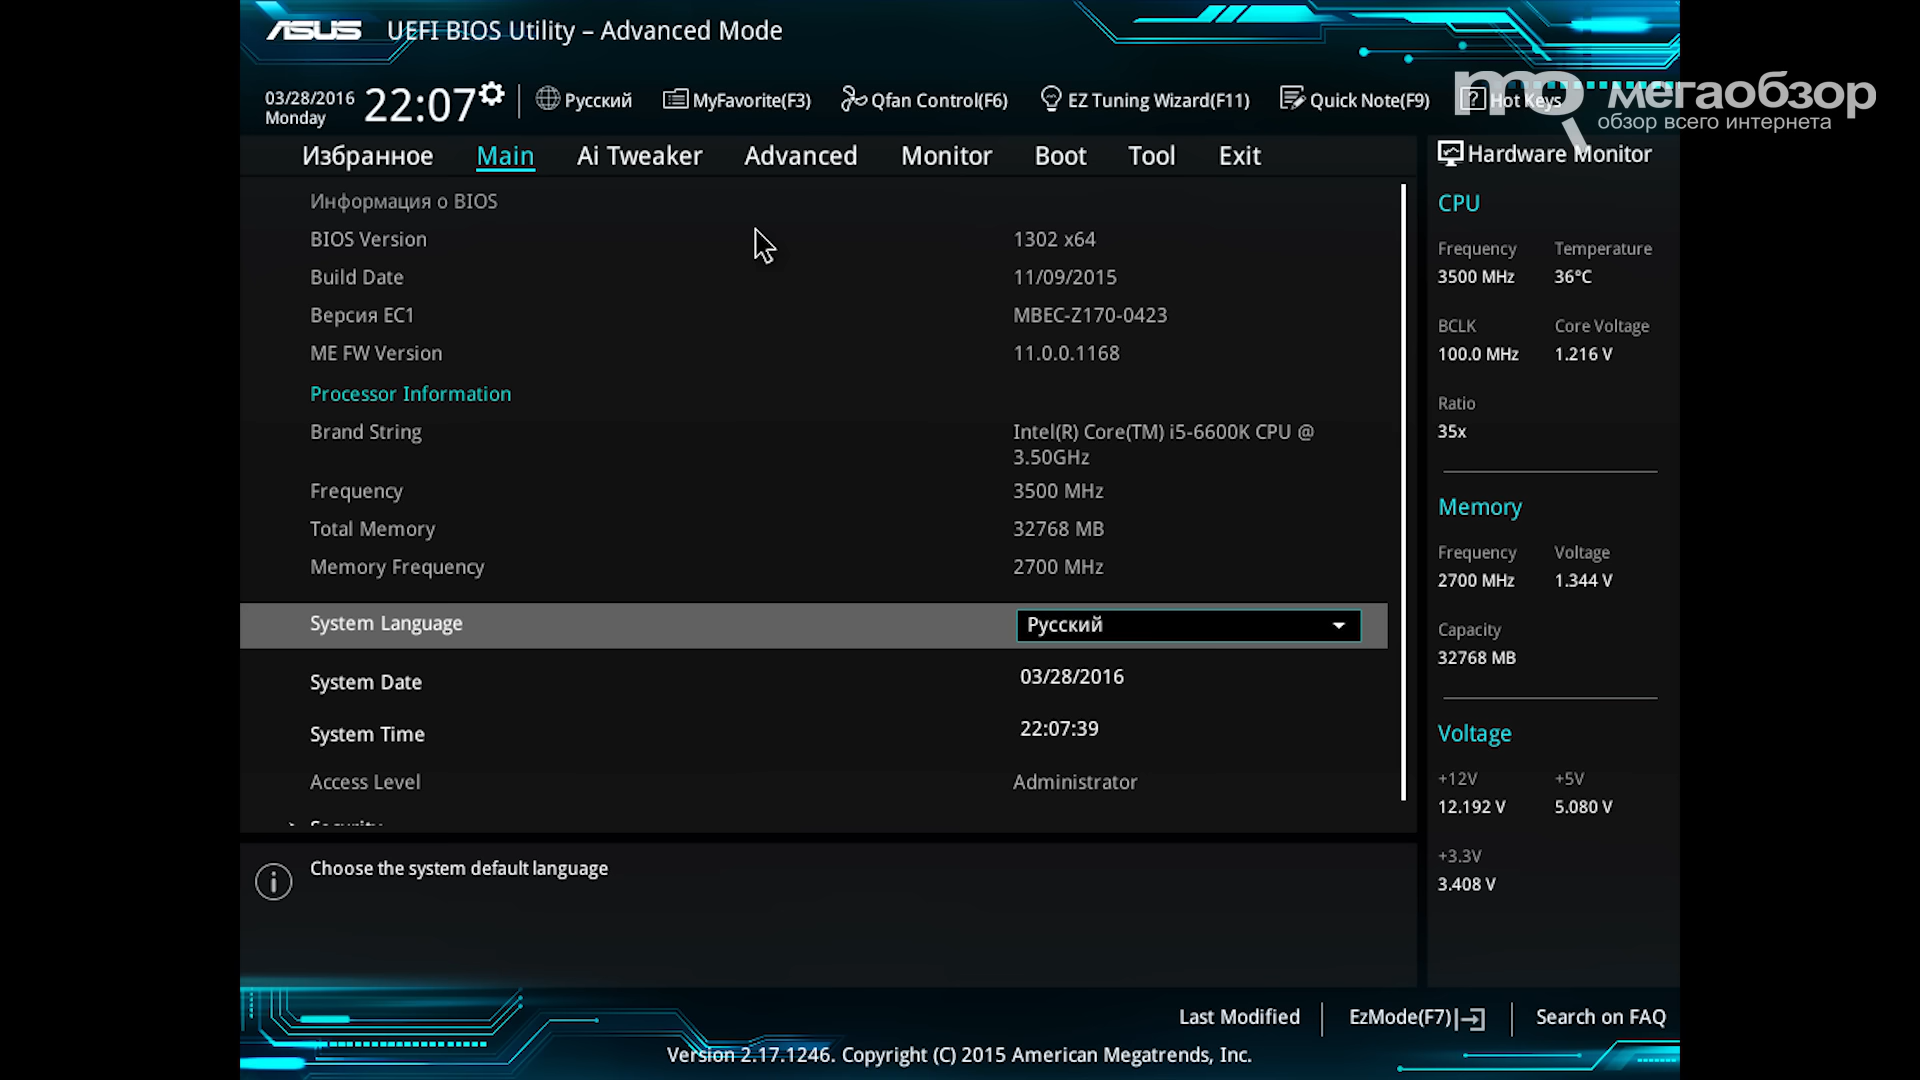 ASUS UEFI BIOS Utility – Advanced Mode
03/28/2016
Monday
22:07
Русский
MyFavorite(F3)
Qfan Control(F6)
EZ Tuning Wizard(F11)
Quick Note(F9)
? Hot Keys
мегаобзор
обзор всего интернета
Избранное Main Ai Tweaker Advanced Monitor Boot Tool Exit
Информация о BIOS
BIOS Version 1302 x64
Build Date 11/09/2015
Версия EC1 MBEC-Z170-0423
ME FW Version 11.0.0.1168
Processor Information
Brand String Intel(R) Core(TM) i5-6600K CPU @
3.50GHz
Frequency 3500 MHz
Total Memory 32768 MB
Memory Frequency 2700 MHz
System Language Русский
System Date 03/28/2016
System Time 22:07:39
Access Level Administrator
Security
Choose the system default language
Hardware Monitor
CPU
Frequency Temperature
3500 MHz 36°C
BCLK Core Voltage
100.0 MHz 1.216 V
Ratio
35x
Memory
Frequency Voltage
2700 MHz 1.344 V
Capacity
32768 MB
Voltage
+12V +5V
12.192 V 5.080 V
+3.3V
3.408 V
Last Modified
EzMode(F7)
Search on FAQ
Version 2.17.1246. Copyright (C) 2015 American Megatrends, Inc.